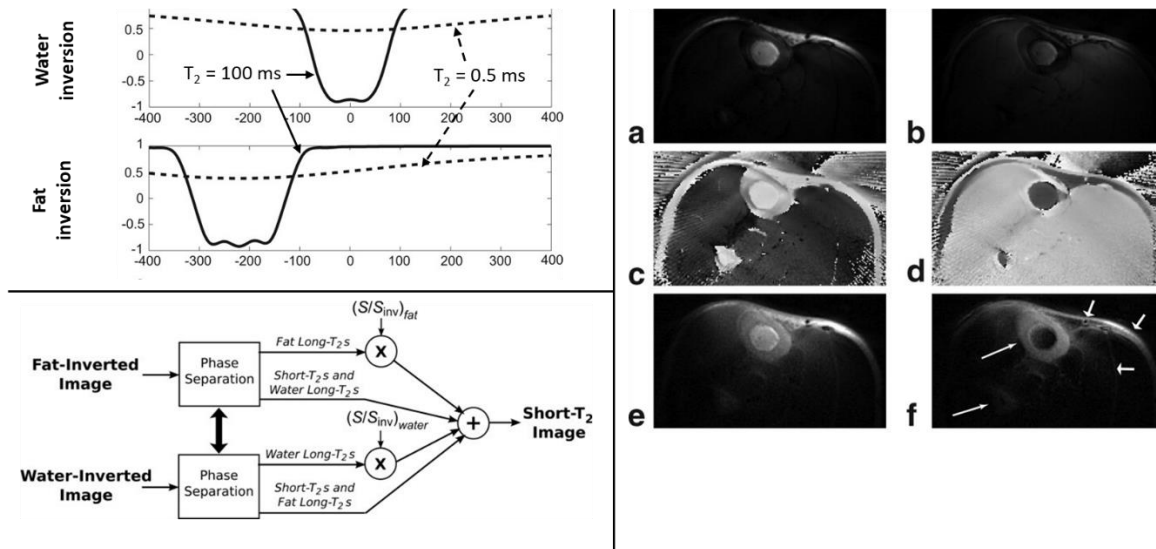 Water
inversion
0.5
0
-0.5
-1
-400 -300 -200 -100 0 100 200 300 400
T₂ = 100 ms
T₂ = 0.5 ms
Fat
inversion
1
0.5
0
-0.5
-1
-400 -300 -200 -100 0 100 200 300 400
(S/Sinv)fat
Fat-Inverted
Image
Phase
Separation
Fat Long-T₂s
X
Short-T₂s and
Water Long-T₂s
(S/Sinv)water
+
Short-T₂
Image
Water-Inverted
Image
Phase
Separation
Water Long-T₂s
X
Short-T₂s and
Fat Long-T₂s
a
b
c
d
e
f